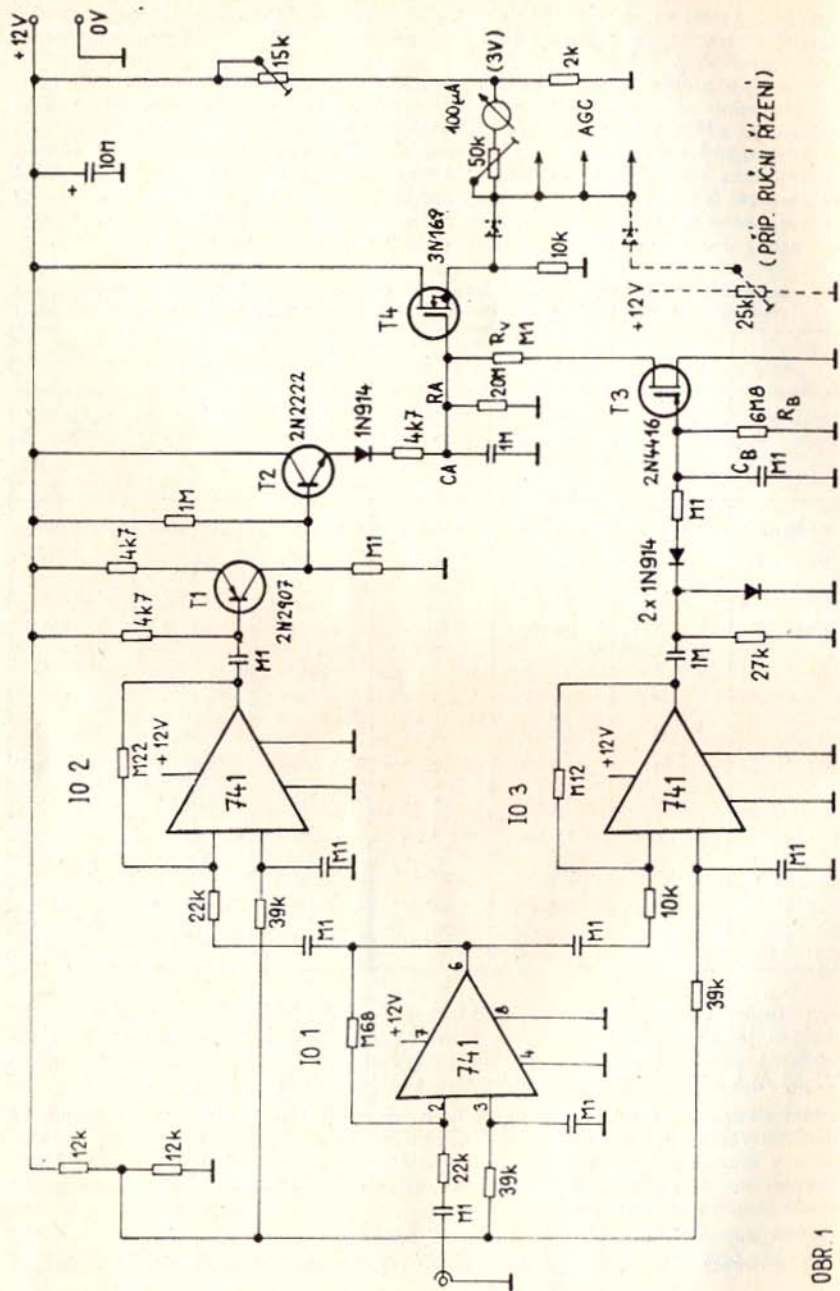 +12V
0V
10M
+
15k
(3V)
2k
100μA
50k
AGC
3N169
T4
10k
(PŘÍP. RUČNÍ ŘÍZENÍ)
+12V
25k
RV
M1
RA
20M
2N2222
T2
1N914
4k7
CA
1M
1M
4k7
T1
4k7
2N2907
M1
M1
T3
2N4416
6M8
RB
CB
M1
M1
2x 1N914
1M
27k
IO 2
M22
+12V
741
22k
39k
M1
M1
IO 3
M12
+12V
741
10k
M1
M1
39k
IO 1
M68
+12V
7
6
741
8
4
2
3
M1
22k
39k
M1
12k
12k
OBR. 1